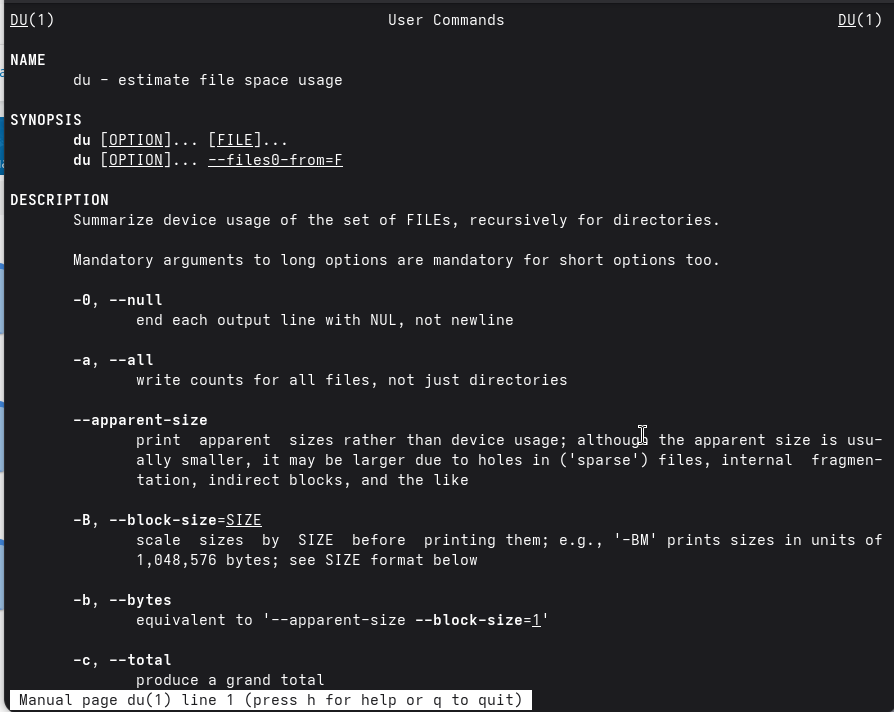 DU(1) User Commands DU(1)
NAME
du - estimate file space usage
SYNOPSIS
du [OPTION]... [FILE]...
du [OPTION]... --files0-from=F
DESCRIPTION
Summarize device usage of the set of FILEs, recursively for directories.
Mandatory arguments to long options are mandatory for short options too.
-0, --null
end each output line with NUL, not newline
-a, --all
write counts for all files, not just directories
--apparent-size
print apparent sizes rather than device usage; although the apparent size is usu-
ally smaller, it may be larger due to holes in ('sparse') files, internal fragmen-
tation, indirect blocks, and the like
-B, --block-size=SIZE
scale sizes by SIZE before printing them; e.g., '-BM' prints sizes in units of
1,048,576 bytes; see SIZE format below
-b, --bytes
equivalent to '--apparent-size --block-size=1'
-c, --total
produce a grand total
Manual page du(1) line 1 (press h for help or q to quit)